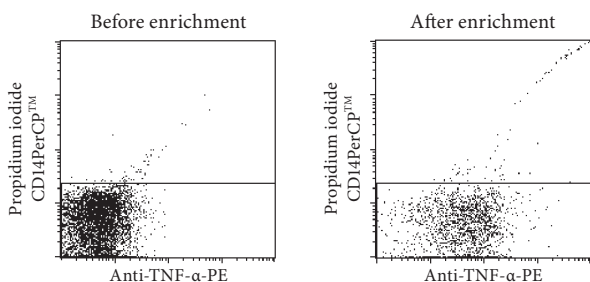 Before enrichment
Propidium iodide
CD14PerCP™
Anti-TNF-α-PE
After enrichment
Propidium iodide
CD14PerCP™
Anti-TNF-α-PE